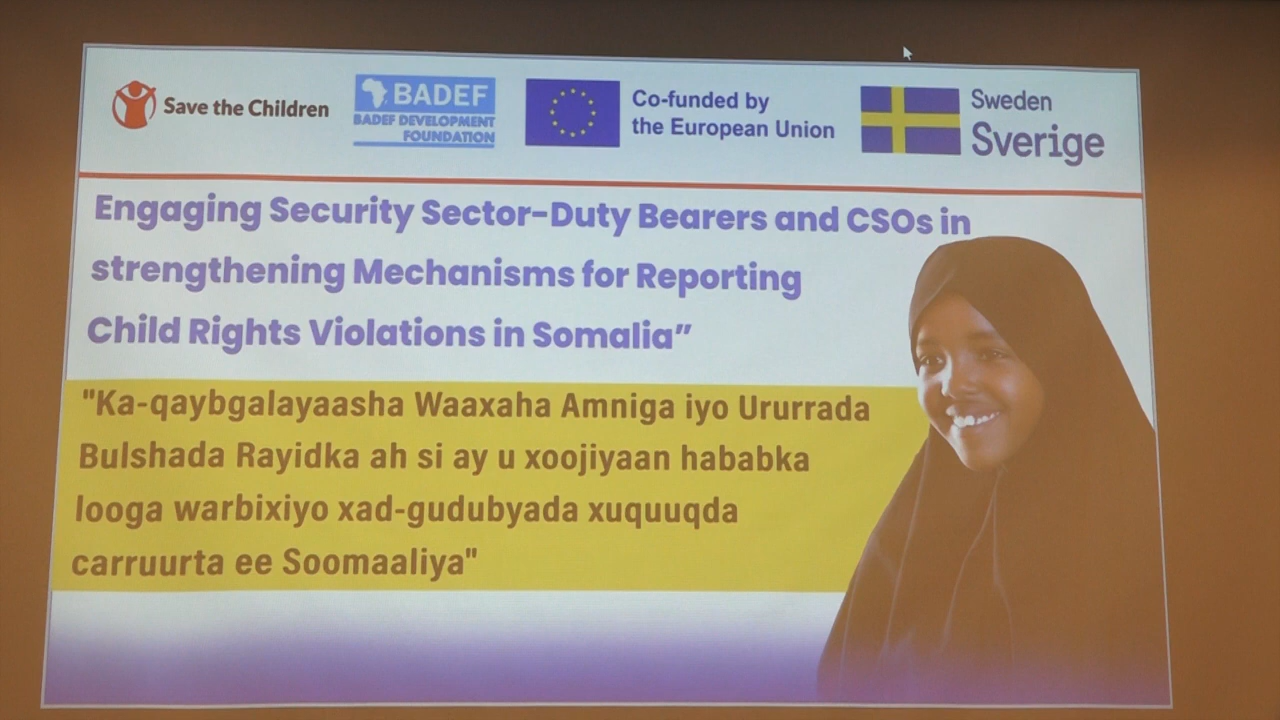 Save the Children
BADEF
BADEF DEVELOPMENT
FOUNDATION
Co-funded by
the European Union
Sweden
Sverige
Engaging Security Sector-Duty Bearers and CSOs in
strengthening Mechanisms for Reporting
Child Rights Violations in Somalia”
"Ka-qaybgalayaasha Waaxaha Amniga iyo Ururrada
Bulshada Rayidka ah si ay u xoojiyaan hababka
looga warbixiyo xad-gudubyada xuquuqda
carruurta ee Soomaaliya"